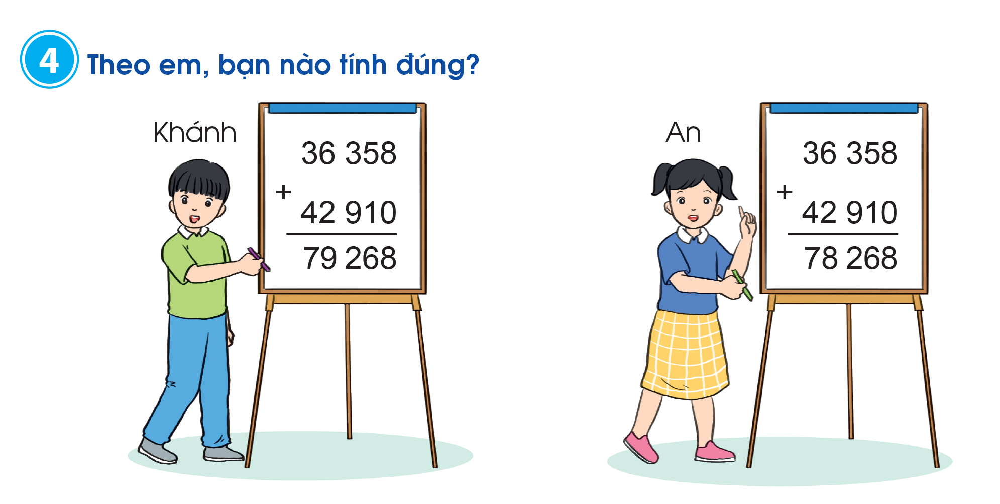 4 Theo em, bạn nào tính đúng?
Khánh
36 358
+
42 910
79 268
An
36 358
+
42 910
78 268